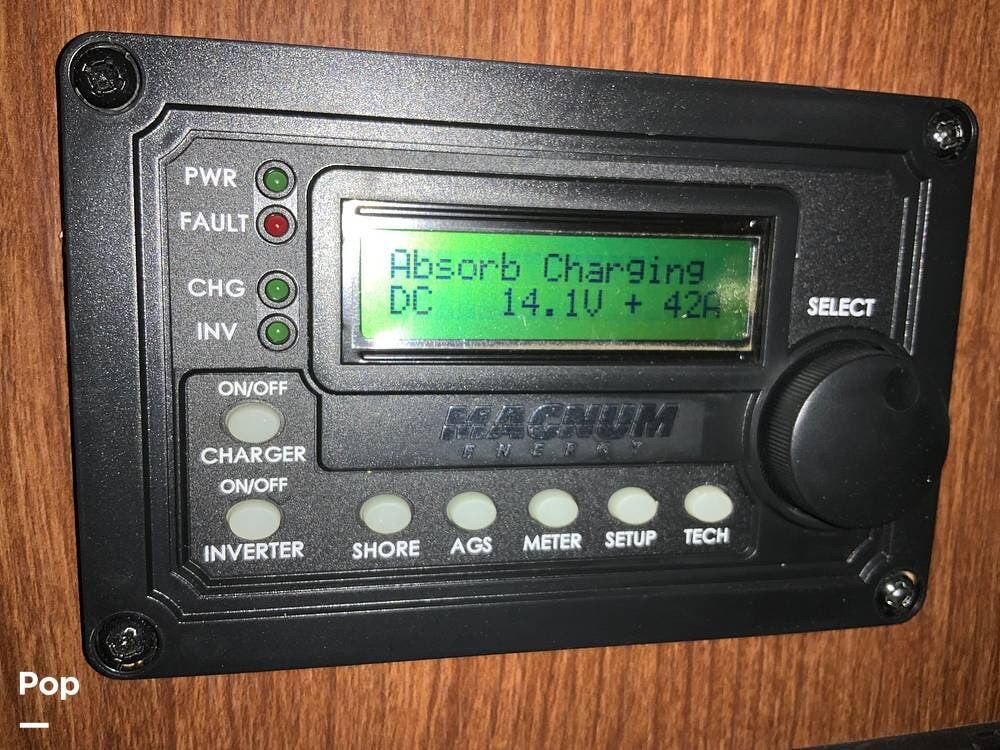 PWR
FAULT
CHG
INV
Absorb Charging
DC 14.1V + 42A
SELECT
ON/OFF
CHARGER
MAGNUM
ENERGY
ON/OFF
INVERTER
SHORE
AGS
METER
SETUP
TECH
Pop